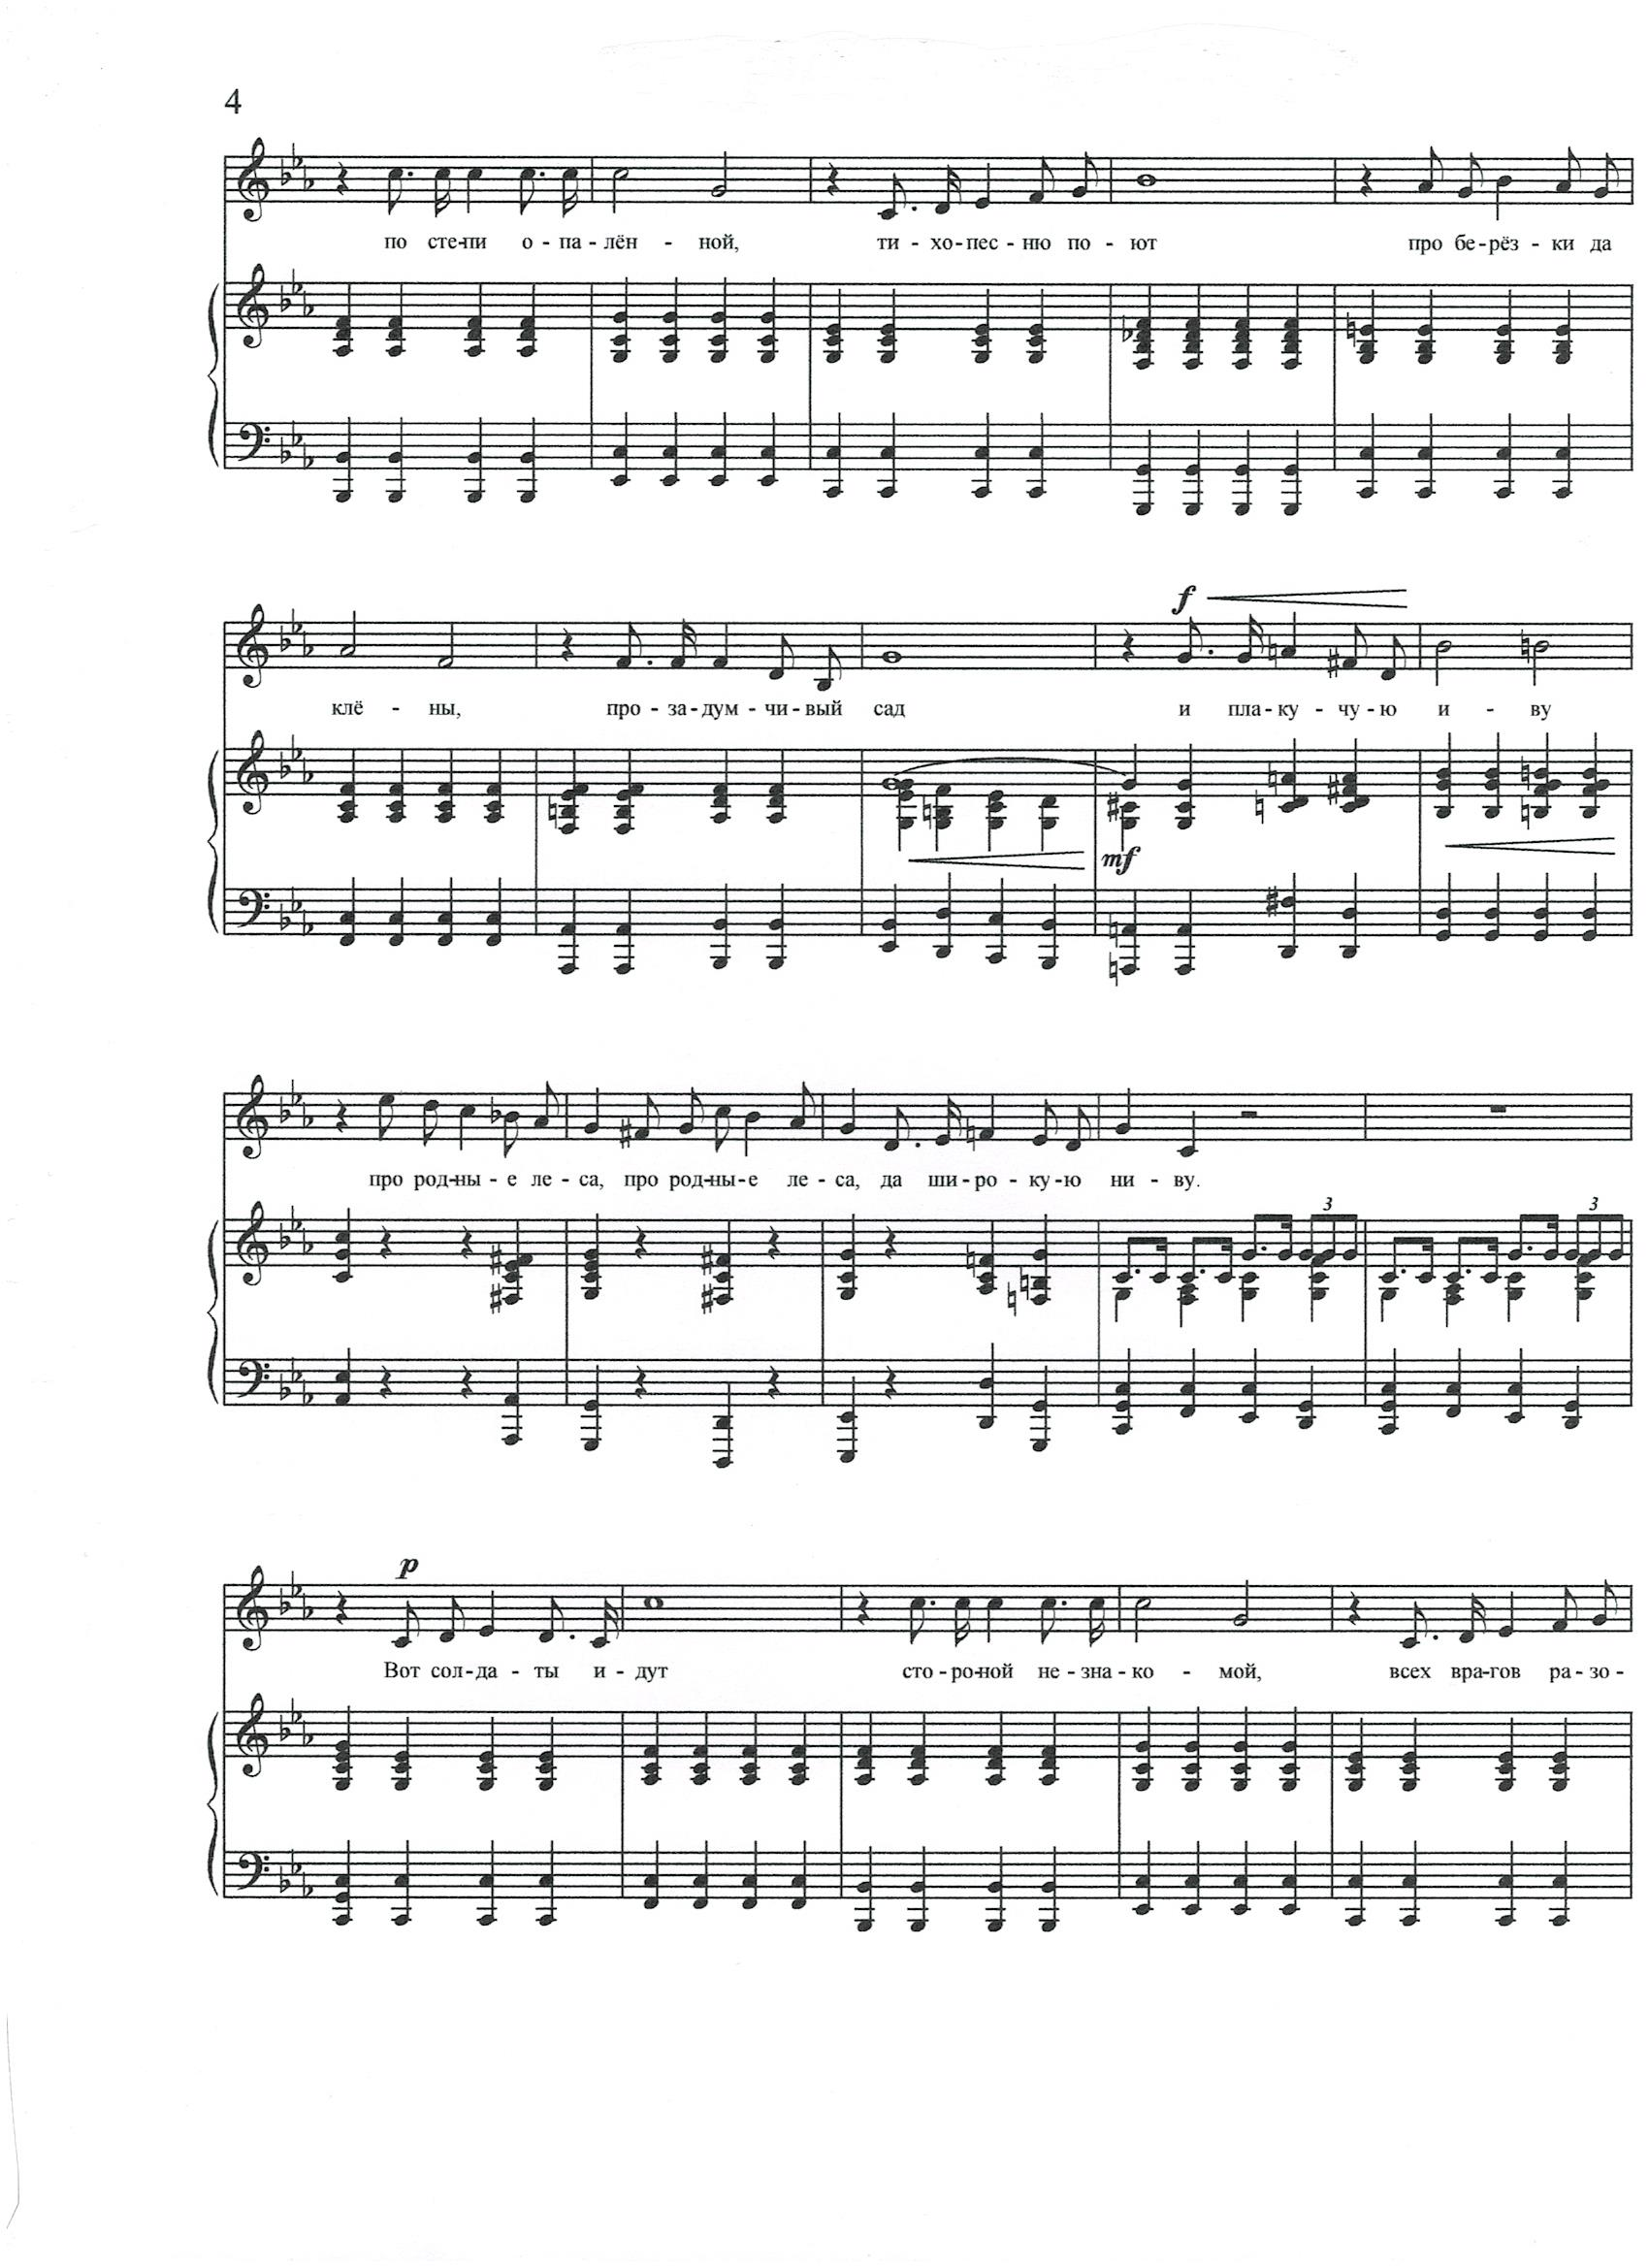 4
по сте-пи о - па - лён - ной, ти - хо - пес - ню по - ют про бе - рёз - ки да
f
клё - ны, про - за - дум - чи - вый сад и пла - ку - чу - ю и - ву
mf
про род-ны - е ле - са, про род-ны - е ле - са, да ши - ро - ку - ю ни - ву.
3 3
p
Вот сол - да - ты и - дут сто - ро-ной не - зна - ко - мой, всех вра-гов ра - зо -